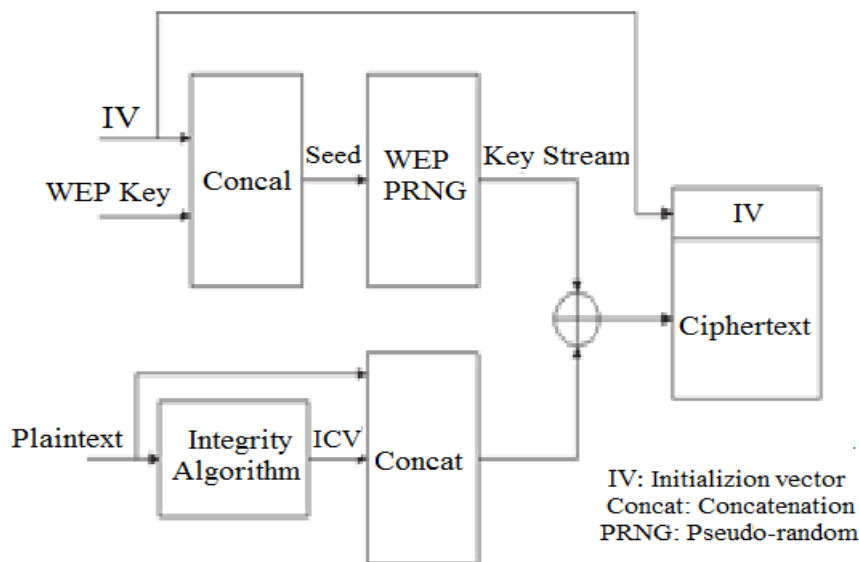 IV
WEP Key
Concal
Seed
WEP
PRNG
Key Stream
IV
Ciphertext
Plaintext
Integrity
Algorithm
ICV
Concat
IV: Initializion vector
Concat: Concatenation
PRNG: Pseudo-random